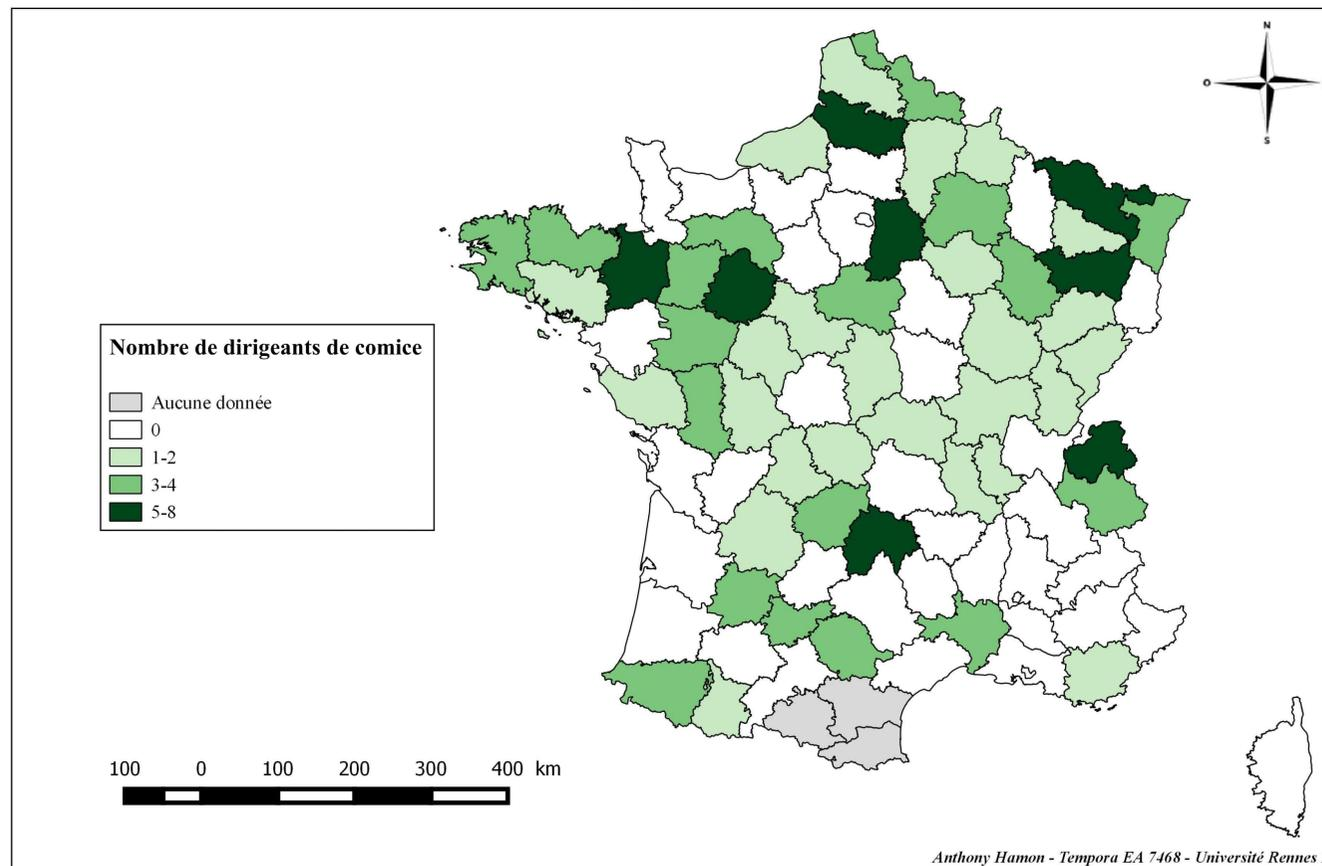 N
O
S
Nombre de dirigeants de comice
Aucune donnée
0
1-2
3-4
5-8
100 0 100 200 300 400 km
Anthony Hamon - Tempora EA 7468 - Université Rennes